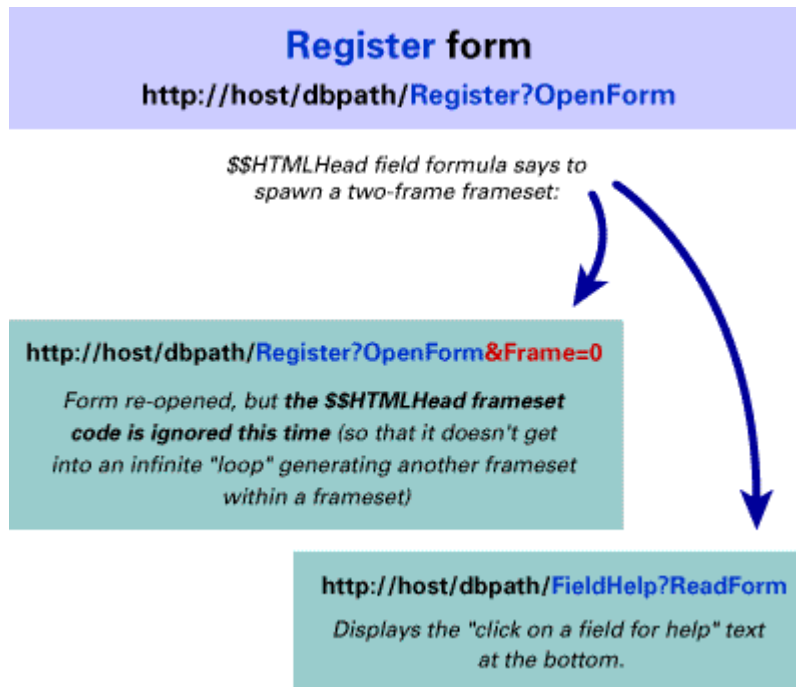 Register form
http://host/dbpath/Register?OpenForm
$$HTMLHead field formula says to
spawn a two-frame frameset:
http://host/dbpath/Register?OpenForm&Frame=0
Form re-opened, but the $$HTMLHead frameset
code is ignored this time (so that it doesn't get
into an infinite "loop" generating another frameset
within a frameset)
http://host/dbpath/FieldHelp?ReadForm
Displays the "click on a field for help" text
at the bottom.